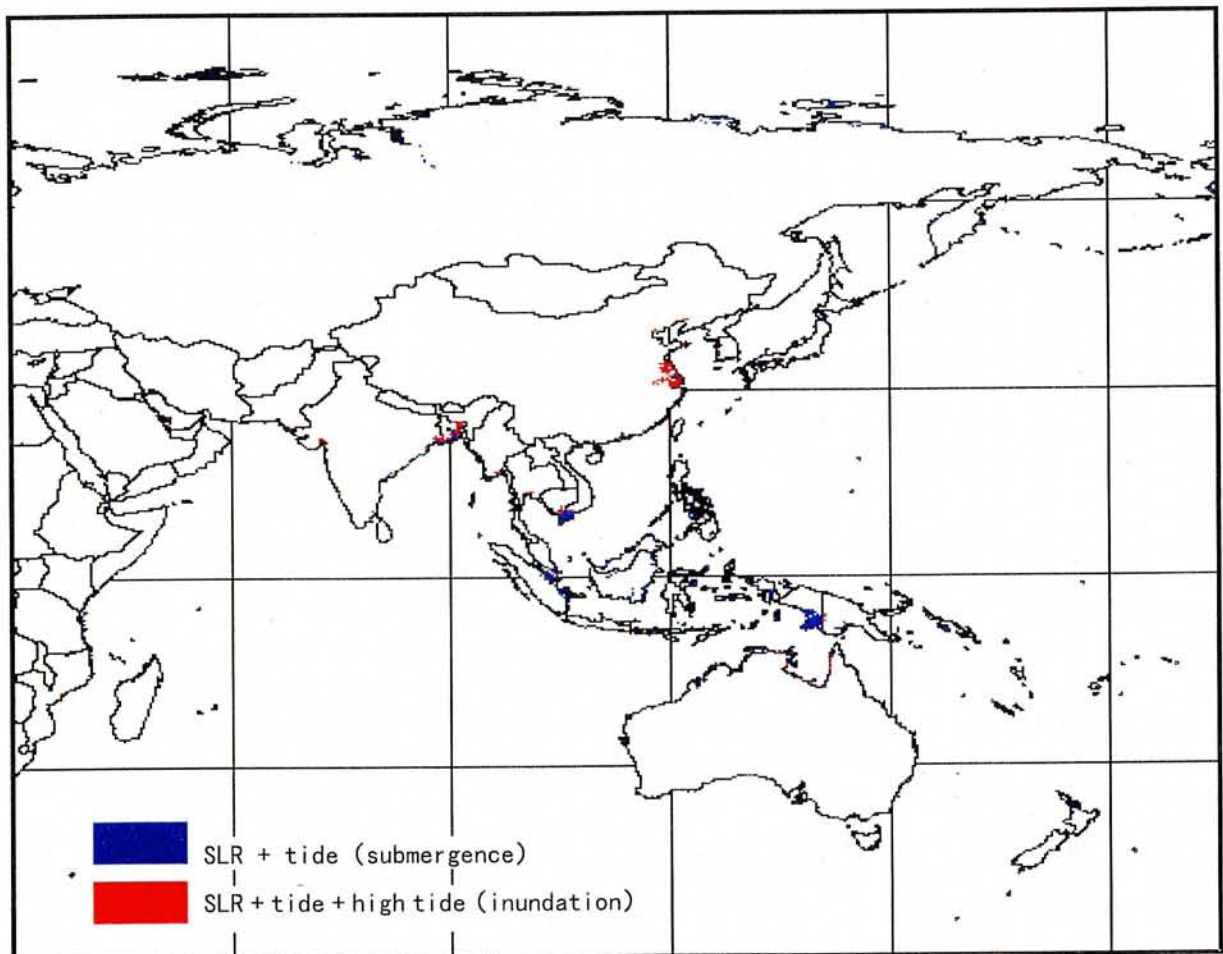 SLR + tide (submergence)
SLR + tide + high tide (inundation)